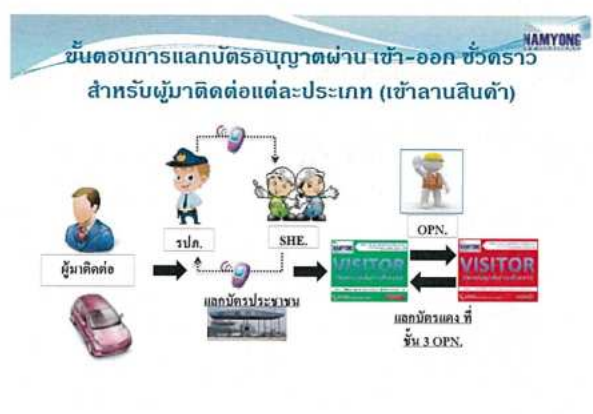 NAMYONG
ขั้นตอนการแลกบัตรอนุญาตผ่าน เข้า-ออก ชั่วคราว
สำหรับผู้มาติดต่อแต่ละประเภท (เข้าลานสินค้า)
รปภ.
SHE.
OPN.
ผู้มาติดต่อ
แลกบัตรประชาชน
NAMYONG
VISITOR
NAMYONG
VISITOR
แลกบัตรแดง ที่
ชั้น 3 OPN.